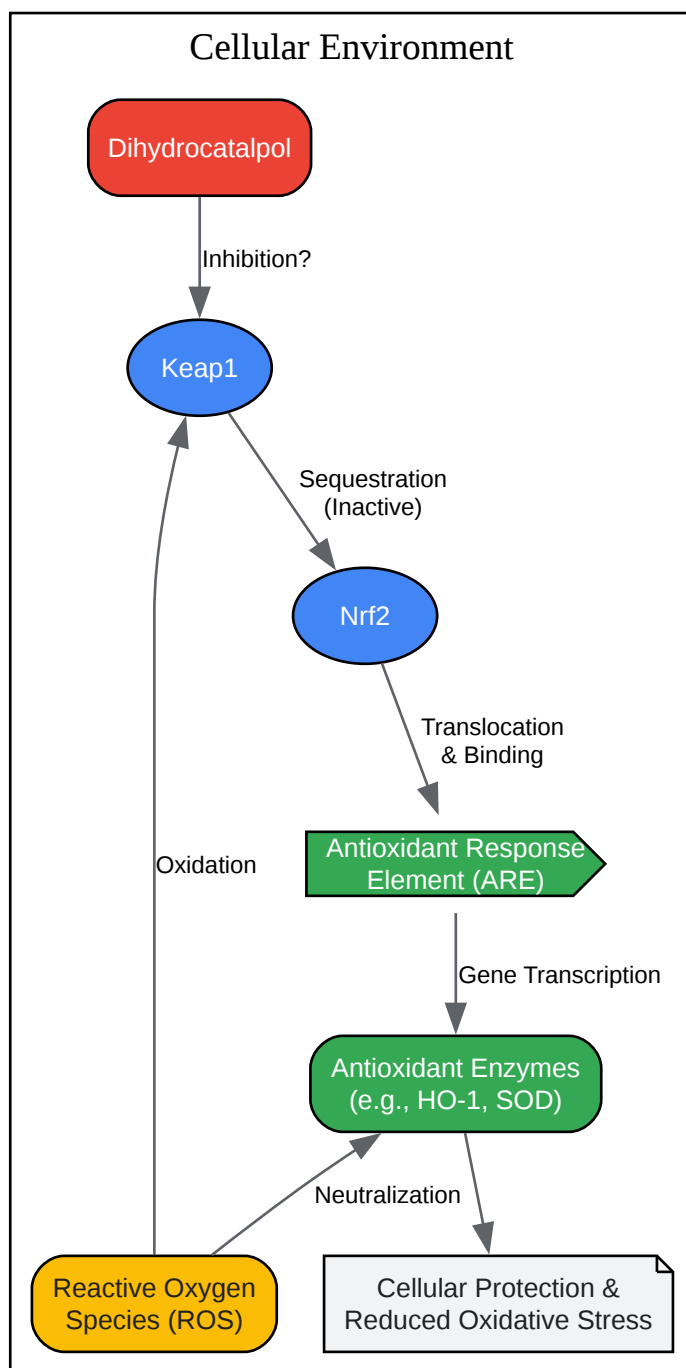 Cellular Environment
Dihydrocatalpol
Inhibition?
Keap1
Sequestration
(Inactive)
Nrf2
Translocation
& Binding
Antioxidant Response
Element (ARE)
Oxidation
Gene Transcription
Antioxidant Enzymes
(e.g., HO-1, SOD)
Neutralization
Reactive Oxygen
Species (ROS)
Cellular Protection &
Reduced Oxidative Stress